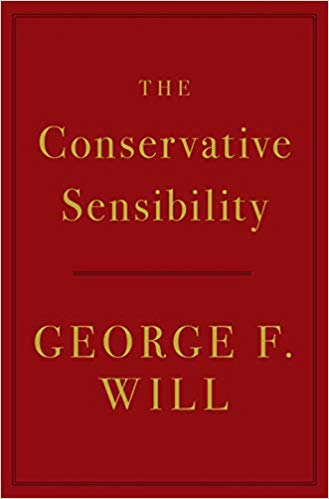 THE
Conservative
Sensibility
GEORGE F.
WILL